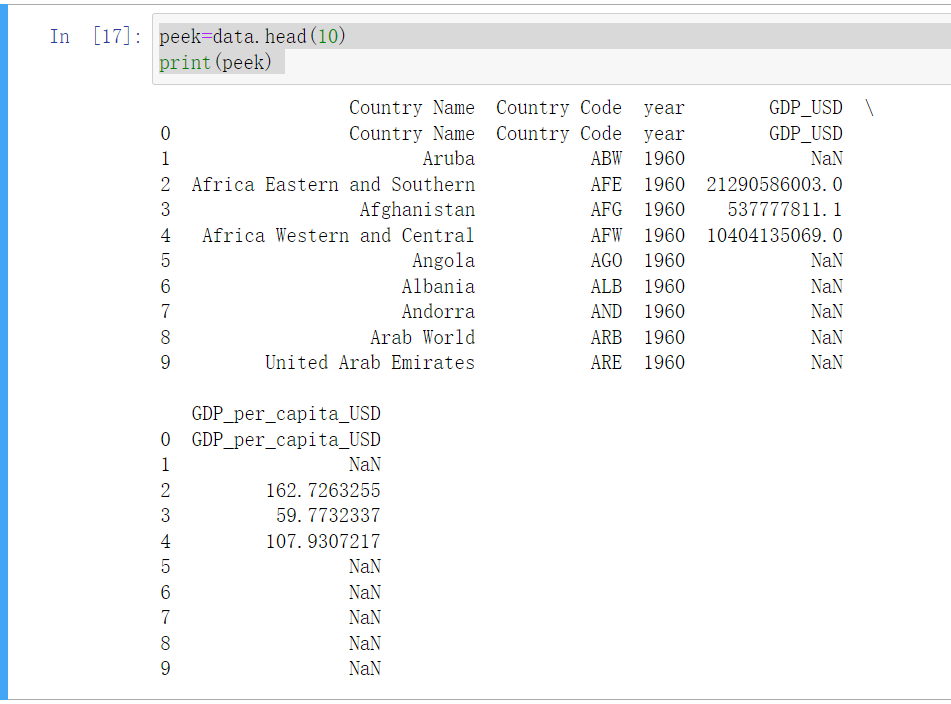 In [17]: peek=data.head(10)
print(peek)
Country Name Country Code year GDP_USD \
0 Country Name Country Code year GDP_USD
1 Aruba ABW 1960 NaN
2 Africa Eastern and Southern AFE 1960 21290586003.0
3 Afghanistan AFG 1960 537777811.1
4 Africa Western and Central AFW 1960 10404135069.0
5 Angola AGO 1960 NaN
6 Albania ALB 1960 NaN
7 Andorra AND 1960 NaN
8 Arab World ARB 1960 NaN
9 United Arab Emirates ARE 1960 NaN
GDP_per_capita_USD
0 GDP_per_capita_USD
1 NaN
2 162.7263255
3 59.7732337
4 107.9307217
5 NaN
6 NaN
7 NaN
8 NaN
9 NaN